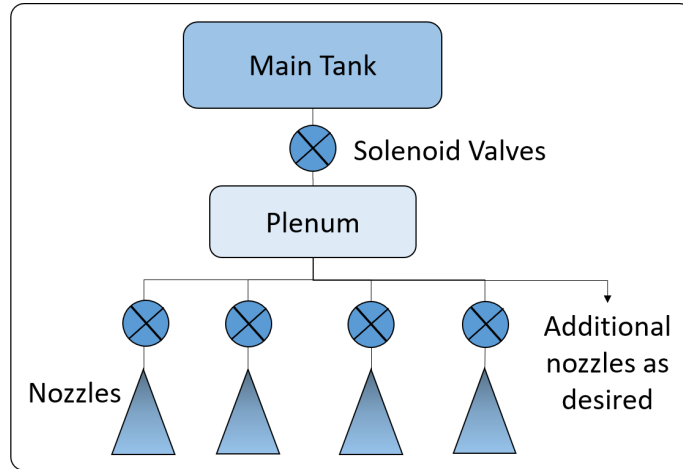 Main Tank
Solenoid Valves
Plenum
Nozzles
Additional
nozzles as
desired